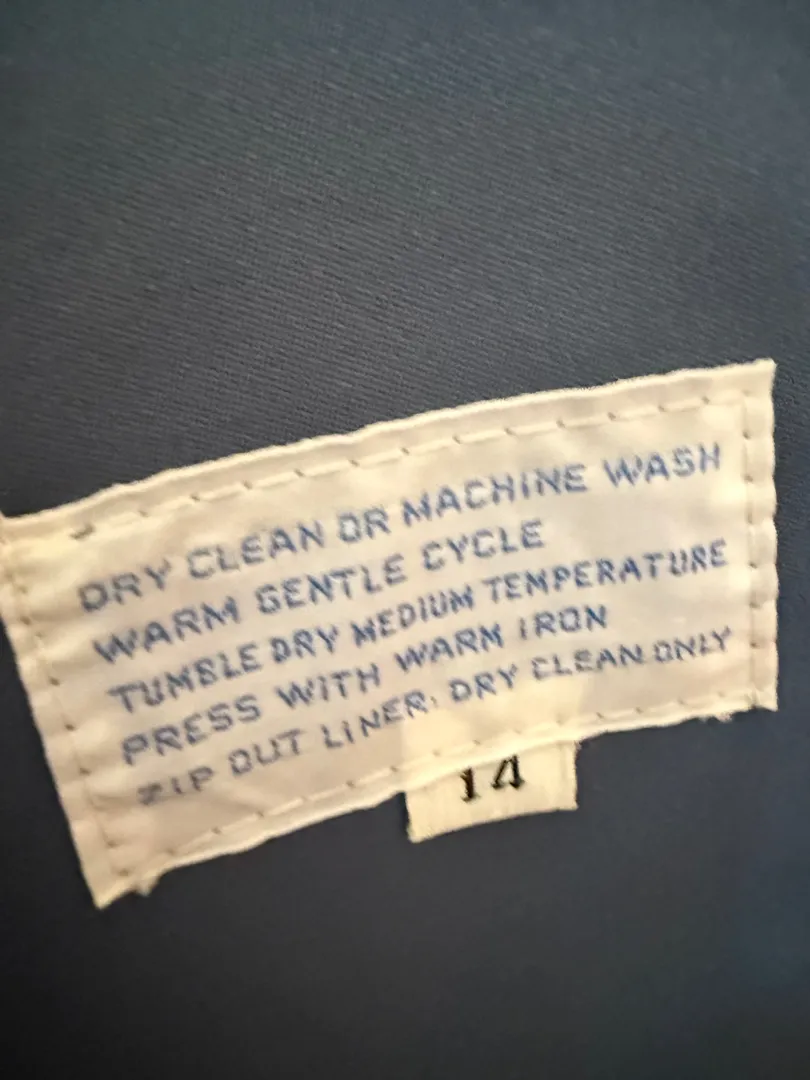 DRY CLEAN OR MACHINE WASH
WARM GENTLE CYCLE
TUMBLE DRY MEDIUM TEMPERATURE
PRESS WITH WARM IRON
ZIP OUT LINER: DRY CLEAN ONLY
14